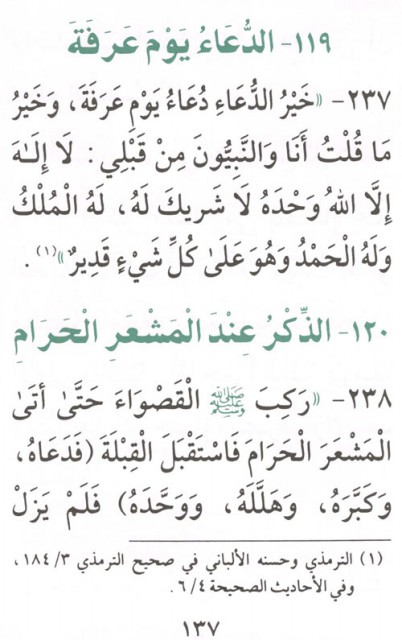 ١١٩- الدُّعَاءُ يَوْمَ عَرَفَةَ
٢٣٧- «خَيْرُ الدُّعَاءِ دُعَاءُ يَوْمِ عَرَفَةَ، وَخَيْرُ
مَا قُلْتُ أَنَا وَالنَّبِيُّونَ مِنْ قَبْلِي: لَا إِلَـٰهَ
إِلَّا اللهُ وَحْدَهُ لَا شَرِيكَ لَهُ، لَهُ الْمُلْكُ
وَلَهُ الْحَمْدُ وَهُوَ عَلَىٰ كُلِّ شَيْءٍ قَدِيرٌ»(١).
١٢٠- الذِّكْرُ عِنْدَ الْمَشْعَرِ الْحَرَامِ
٢٣٨- «رَكِبَ ﷺ الْقَصْوَاءَ حَتَّىٰ أَتَىٰ
الْمَشْعَرَ الْحَرَامَ فَاسْتَقْبَلَ الْقِبْلَةَ (فَدَعَاهُ،
وَكَبَّرَهُ، وَهَلَّلَهُ، وَوَحَّدَهُ) فَلَمْ يَزَلْ
(١) الترمذي وحسنه الألباني في صحيح الترمذي ٣/ ١٨٤،
وفي الأحاديث الصحيحة ٤/ ٦.
١٣٧